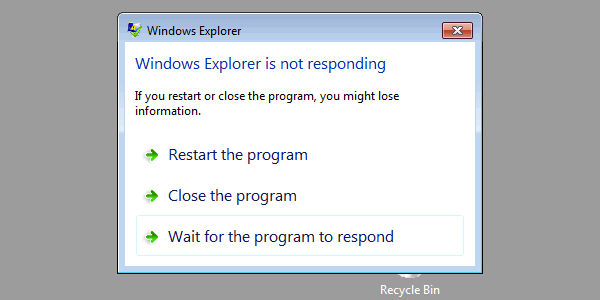 Windows Explorer
Windows Explorer is not responding
If you restart or close the program, you might lose
information.
Restart the program
Close the program
Wait for the program to respond
Recycle Bin